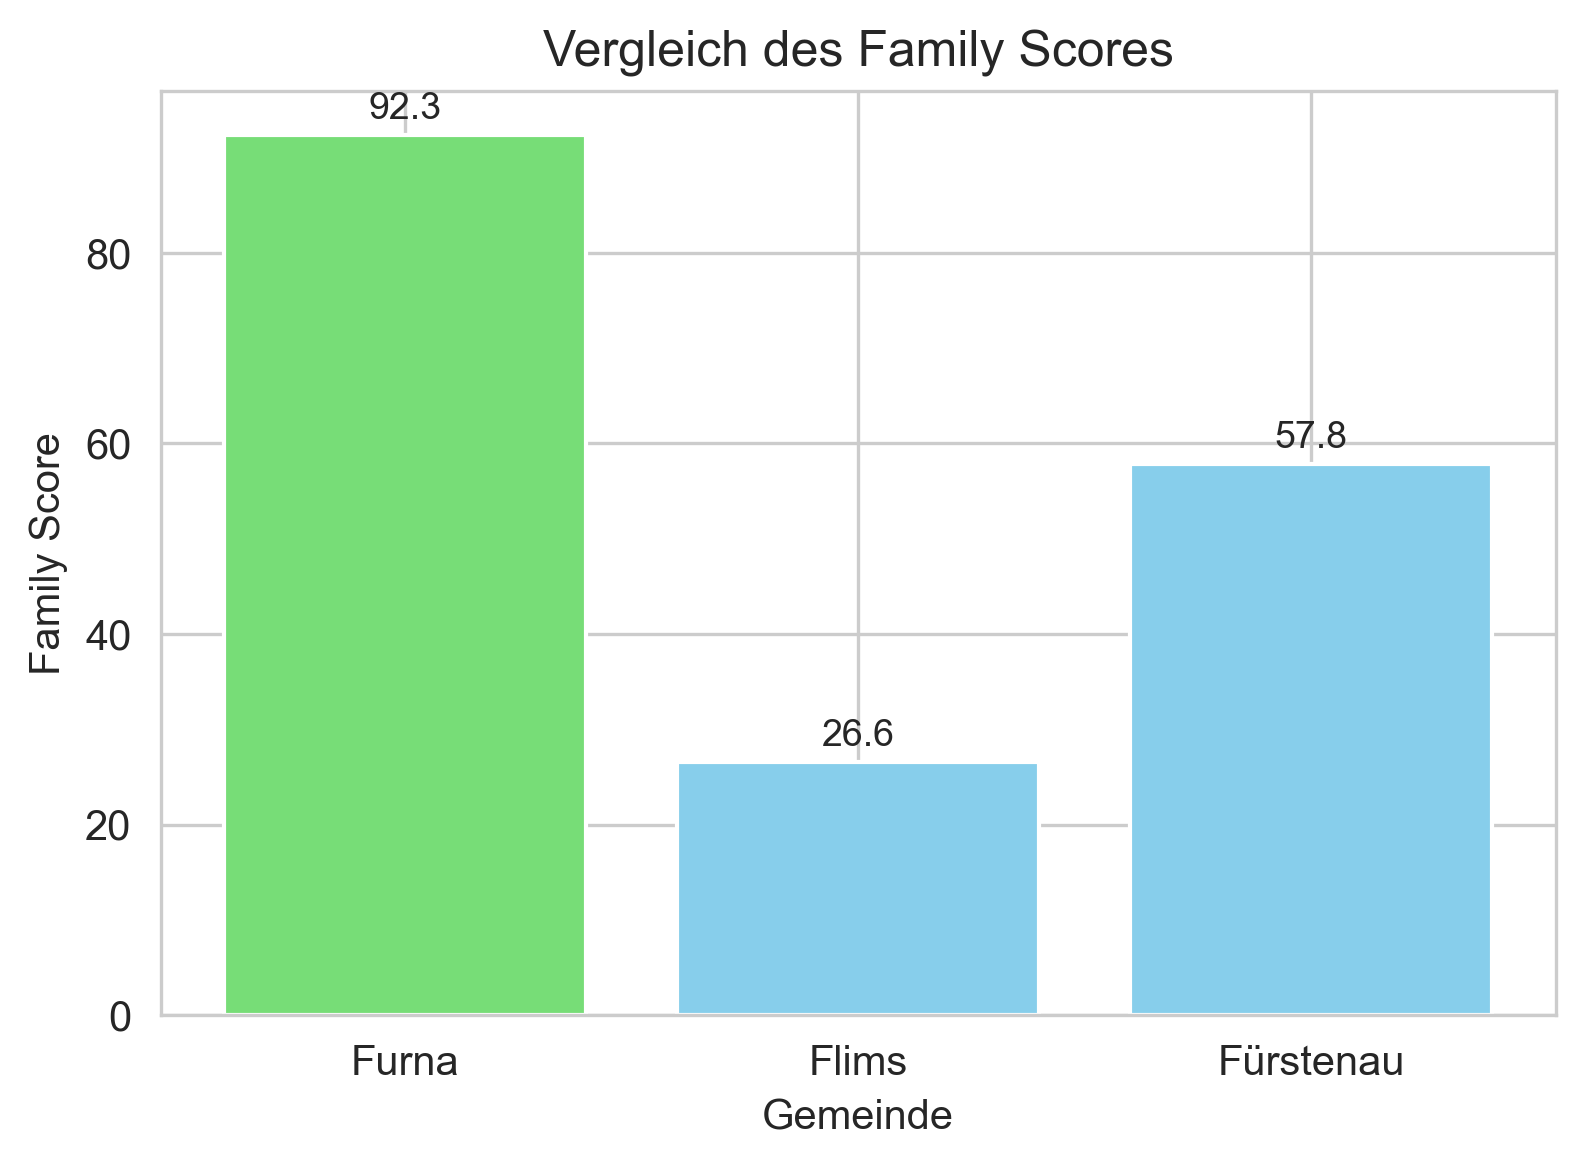 Vergleich des Family Scores
92.3
80
60
57.8
Family Score
40
26.6
20
0
Furna
Flims
Fürstenau
Gemeinde